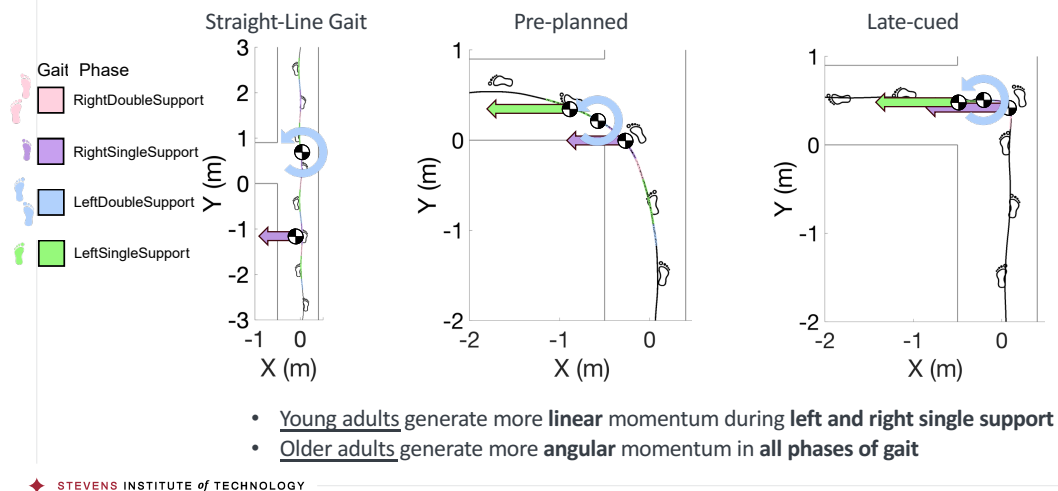 Straight-Line Gait
Pre-planned
Late-cued
Gait Phase
RightDoubleSupport
RightSingleSupport
LeftDoubleSupport
LeftSingleSupport
3
2
1
0
-1
-2
-3
Y (m)
-1
0
X (m)
1
0
-1
-2
Y (m)
-2
-1
0
X (m)
1
0
-1
-2
Y (m)
-2
-1
0
X (m)
• Young adults generate more linear momentum during left and right single support
• Older adults generate more angular momentum in all phases of gait
STEVENS INSTITUTE of TECHNOLOGY